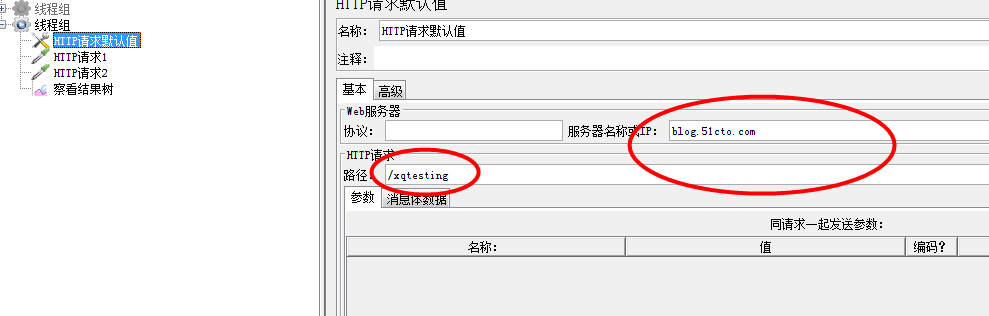 线程组
线程组
HTTP请求默认值
HTTP请求1
HTTP请求2
察看结果树
HTTP请求默认值
名称: HTTP请求默认值
注释:
基本 高级
Web服务器
协议: 服务器名称或IP: blog.51cto.com
HTTP请求
路径: /xqtesting
参数 消息体数据
同请求一起发送参数:
名称: 值 编码?